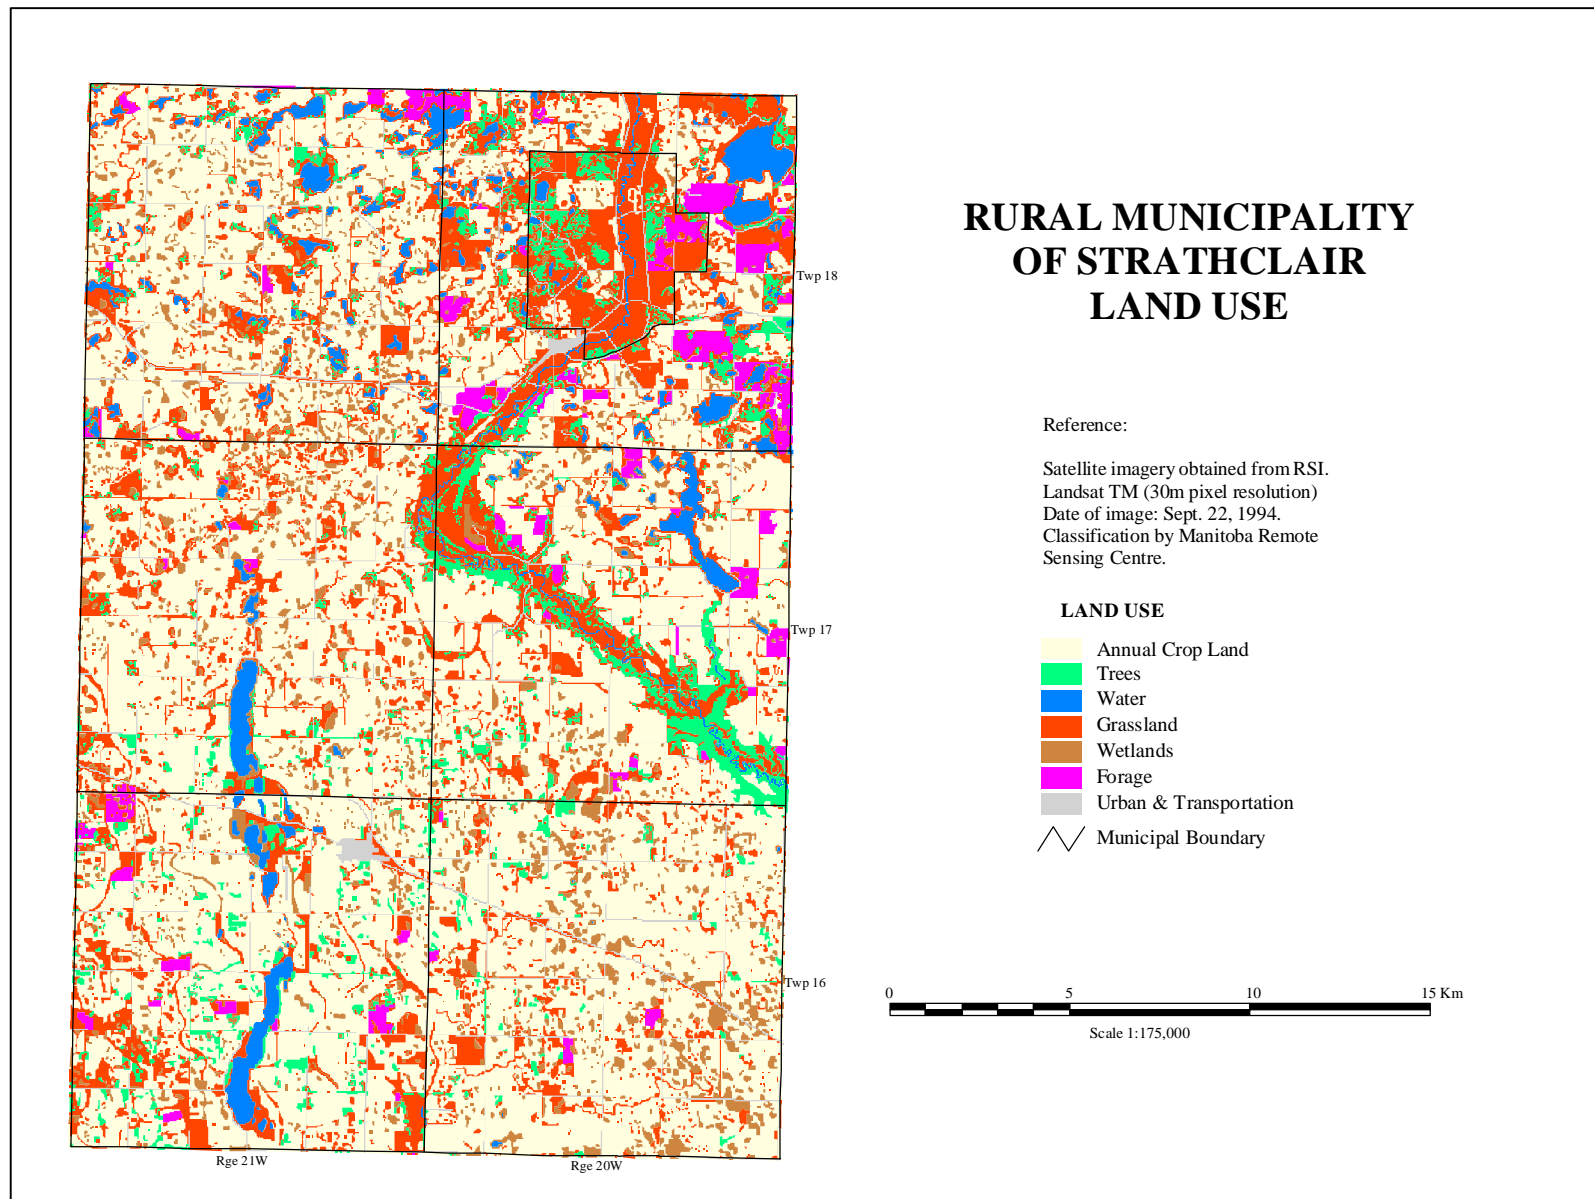 RURAL MUNICIPALITY
OF STRATHCLAIR
LAND USE
Twp 18
Reference:
Satellite imagery obtained from RSI.
Landsat TM (30m pixel resolution)
Date of image: Sept. 22, 1994.
Classification by Manitoba Remote
Sensing Centre.
LAND USE
Annual Crop Land
Trees
Twp 17
Water
Grassland
Wetlands
Forage
Urban & Transportation
Municipal Boundary
Twp 16
0 5 10 15 Km
Scale 1:175,000
Rge 21W
Rge 20W